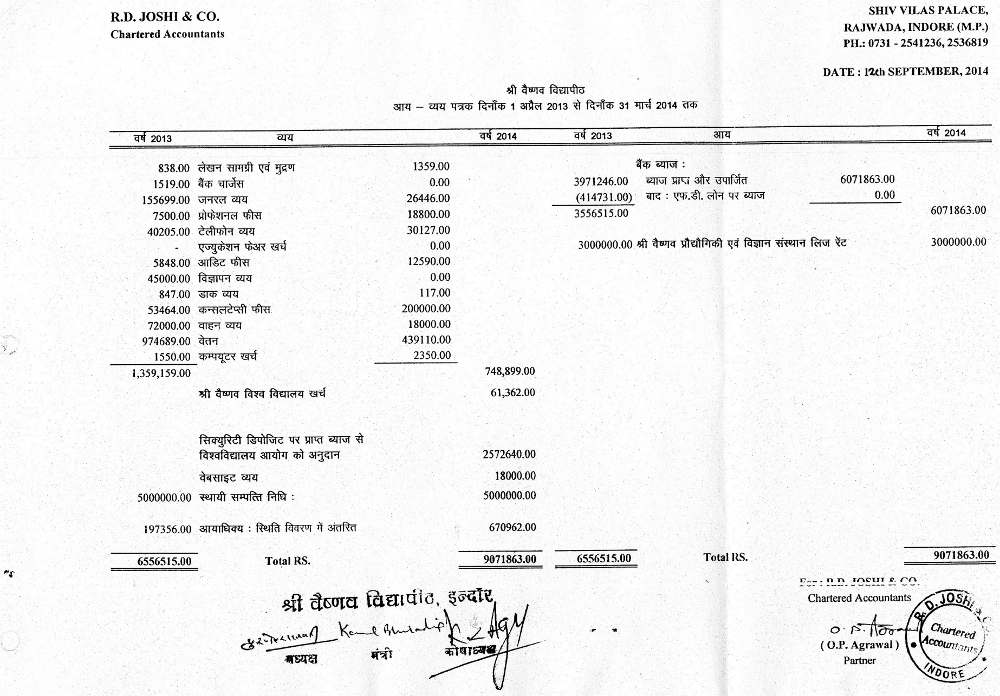 R.D. JOSHI & CO.
Chartered Accountants
SHIV VILAS PALACE,
RAJWADA, INDORE (M.P.)
PH.: 0731 - 2541236, 2536819
DATE : 12th SEPTEMBER, 2014
श्री वैष्णव विद्यापीठ
आय – व्यय पत्रक दिनाँक 1 अप्रैल 2013 से दिनाँक 31 मार्च 2014 तक
वर्ष 2013 व्यय वर्ष 2014 वर्ष 2013 आय वर्ष 2014
838.00 लेखन सामग्री एवं मुद्रण 1359.00 बैंक ब्याज :
1519.00 बैंक चार्जेस 0.00 3971246.00 ब्याज प्राप्त और उपार्जित 6071863.00
155699.00 जनरल व्यय 26446.00 (414731.00) बाद : एफ.डी. लोन पर ब्याज 0.00
7500.00 प्रोफेशनल फीस 18800.00 3556515.00 6071863.00
40205.00 टेलीफोन व्यय 30127.00
- एज्युकेशन फेअर खर्च 0.00 3000000.00 श्री वैष्णव प्रौद्यौगिकी एवं विज्ञान संस्थान लिज रेंट 3000000.00
5848.00 आडिट फीस 12590.00
45000.00 विज्ञापन व्यय 0.00
847.00 डाक व्यय 117.00
53464.00 कन्सलटेप्सी फीस 200000.00
72000.00 वाहन व्यय 18000.00
974689.00 वेतन 439110.00
1550.00 कम्पयूटर खर्च 2350.00
1,359,159.00 748,899.00
श्री वैष्णव विश्व विद्यालय खर्च 61,362.00
सिक्युरिटी डिपोजिट पर प्राप्त ब्याज से
विश्वविद्यालय आयोग को अनुदान 2572640.00
वेबसाइट व्यय 18000.00
5000000.00 स्थायी सम्पत्ति निधि : 5000000.00
197356.00 आयाधिक्य : स्थिति विवरण में अंतरित 670962.00
6556515.00 Total RS. 9071863.00 6556515.00 Total RS. 9071863.00
For : R.D. JOSHI & CO.
Chartered Accountants
श्री वैष्णव विद्यापीठ, इन्दौर
अध्यक्ष मंत्री कोषाध्यक्ष
( O.P. Agrawal )
Partner
R. D. JOSHI & CO.
Chartered
Accountants
INDORE